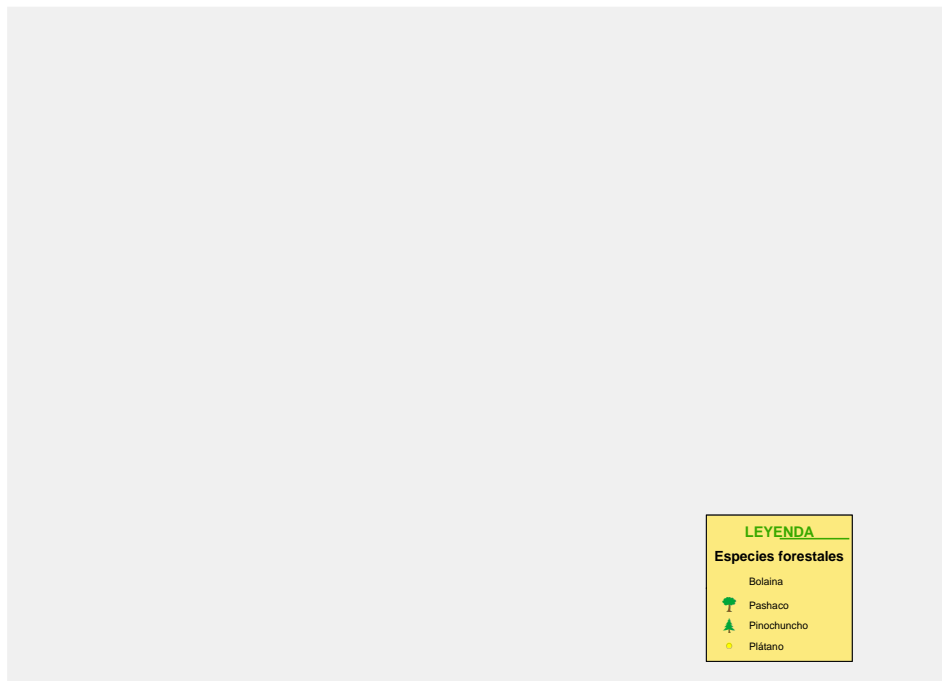 LEYENDA
Especies forestales
Bolaina
Pashaco
Pinochuncho
Plátano